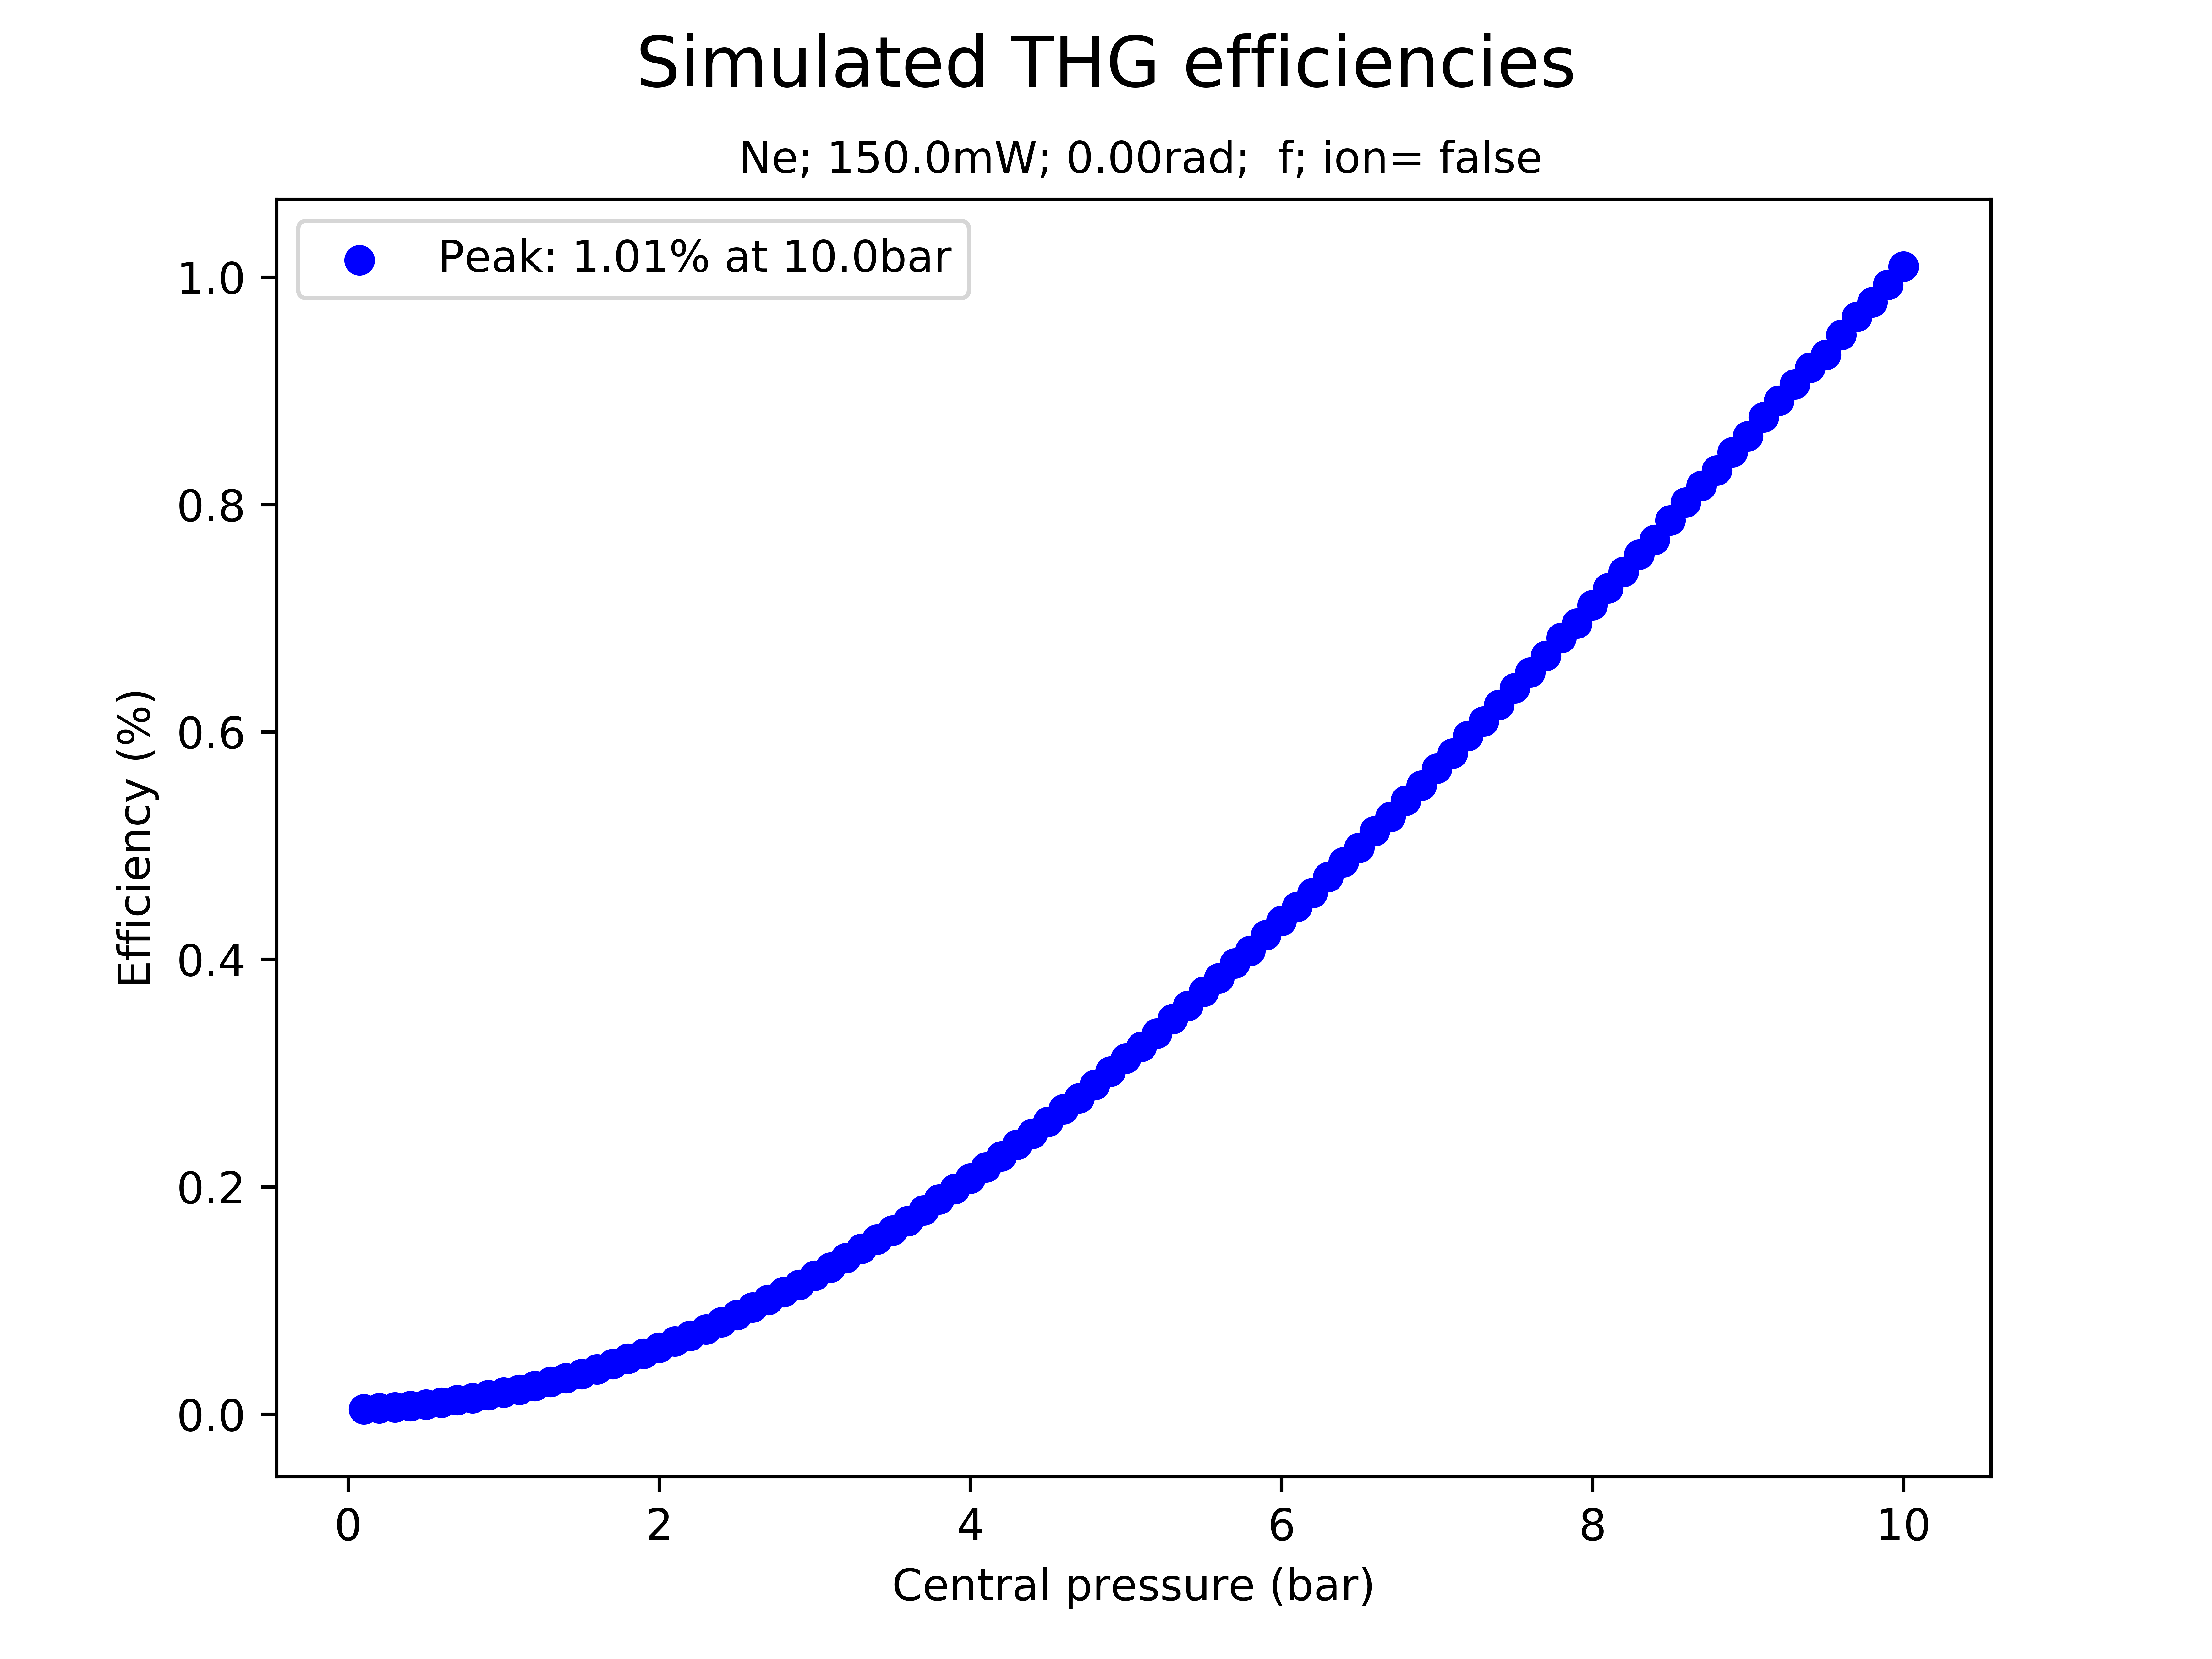 Simulated THG efficiencies
Ne; 150.0mW; 0.00rad;  f; ion= false
Peak: 1.01% at 10.0bar
1.0
0.8
0.6
0.4
0.2
0.0
Efficiency (%)
0 2 4 6 8 10
Central pressure (bar)